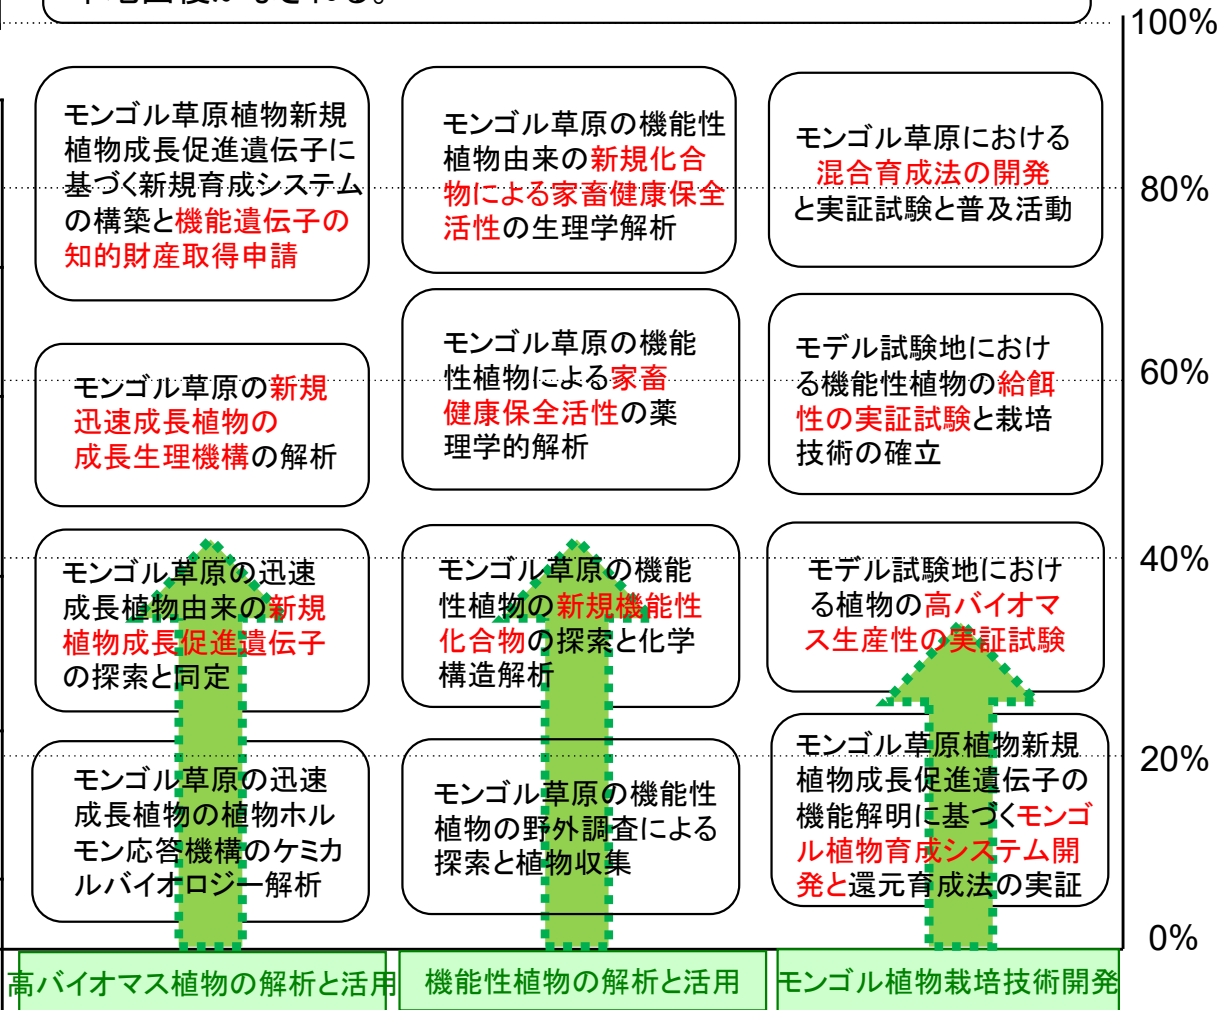 100%
モンゴル草原植物新規
植物成長促進遺伝子に
基づく新規育成システム
の構築と機能遺伝子の
知的財産取得申請
モンゴル草原の機能性
植物由来の新規化合
物による家畜健康保全
活性の生理学解析
モンゴル草原における
混合育成法の開発
と実証試験と普及活動
80%
モンゴル草原の新規
迅速成長植物の
成長生理機構の解析
モンゴル草原の機能
性植物による家畜
健康保全活性の薬
理学的解析
モデル試験地におけ
る機能性植物の給餌
性の実証試験と栽培
技術の確立
60%
モンゴル草原の迅速
成長植物由来の新規
植物成長促進遺伝子
の探索と同定
モンゴル草原の機能
性植物の新規機能性
化合物の探索と化学
構造解析
モデル試験地におけ
る植物の高バイオマ
ス生産性の実証試験
40%
モンゴル草原の迅速
成長植物の植物ホル
モン応答機構のケミカ
ルバイオロジー解析
モンゴル草原の機能性
植物の野外調査による
探索と植物収集
モンゴル草原植物新規
植物成長促進遺伝子の
機能解明に基づくモンゴ
ル植物育成システム開
発と還元育成法の実証
20%
0%
高バイオマス植物の解析と活用
機能性植物の解析と活用
モンゴル植物栽培技術開発